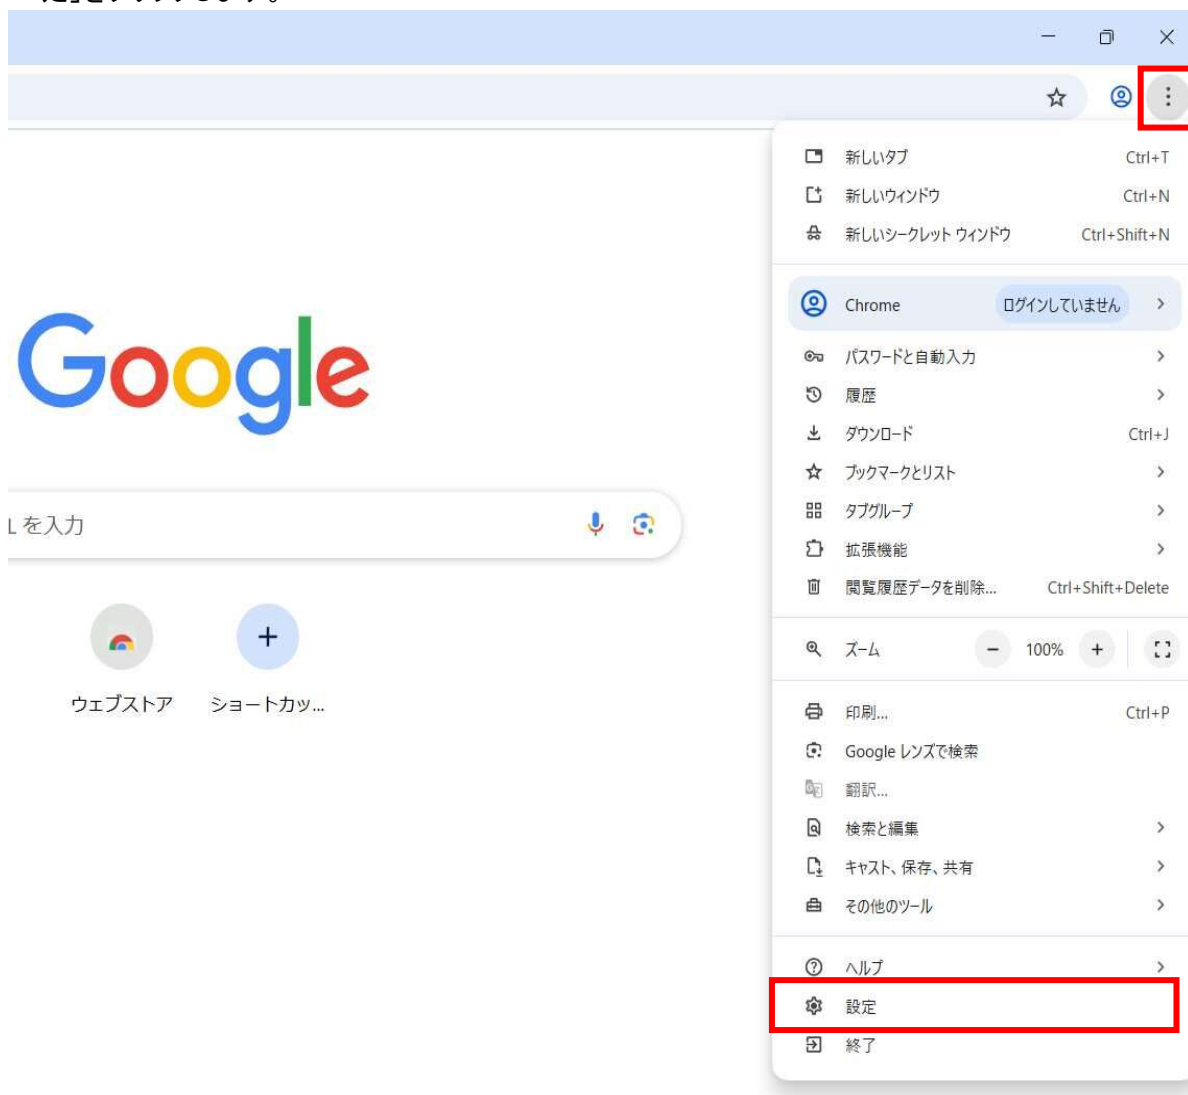 定」をクリックします。
新しいタブ Ctrl+T
新しいウィンドウ Ctrl+N
新しいシークレット ウィンドウ Ctrl+Shift+N
Chrome ログインしていません
Google
パスワードと自動入力
履歴
ダウンロード Ctrl+J
ブックマークとリスト
タブグループ
L を入力
拡張機能
閲覧履歴データを削除... Ctrl+Shift+Delete
ズーム - 100% +
ウェブストア ショートカッ...
印刷... Ctrl+P
Google レンズで検索
翻訳...
検索と編集
キャスト、保存、共有
その他のツール
ヘルプ
設定
終了